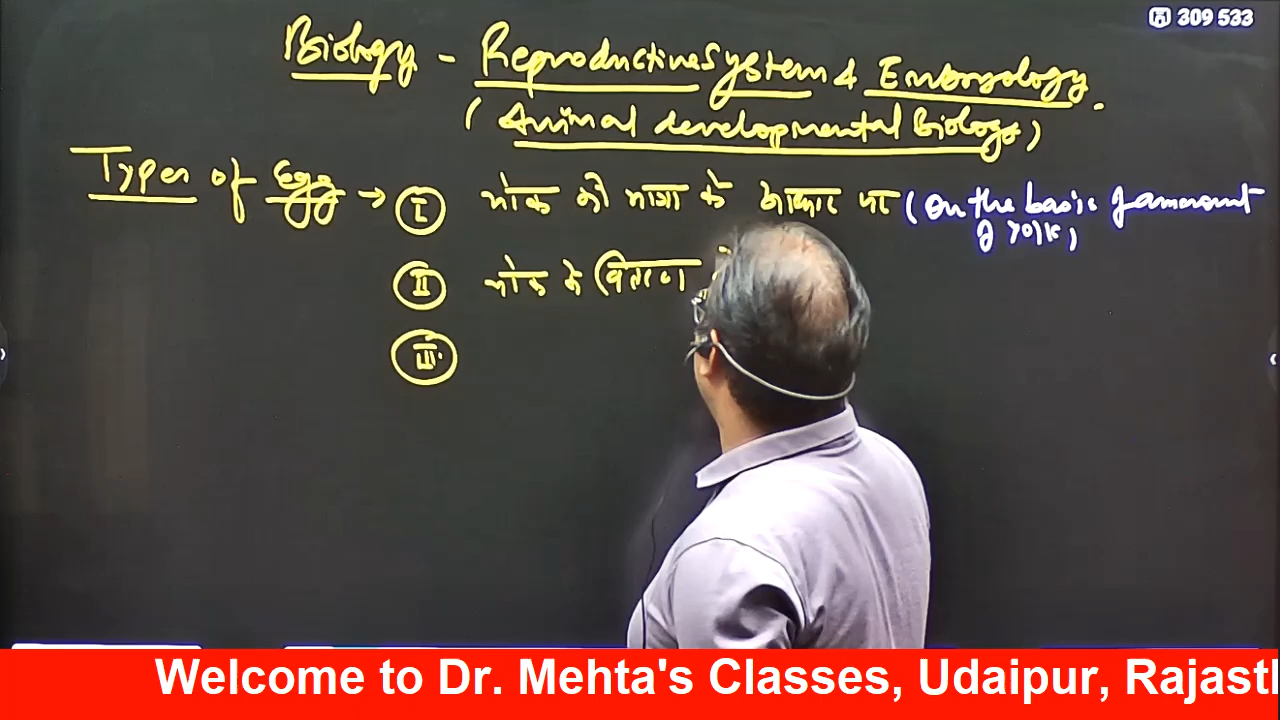 309 533
Biology - Reproductive System & Embryology.
(Animal developmental Biology)
Types of Egg → I योक की मात्रा के आधार पर (On the basis of amount
of yolk)
II योक के वितरण
III.
Welcome to Dr. Mehta's Classes, Udaipur, Rajast